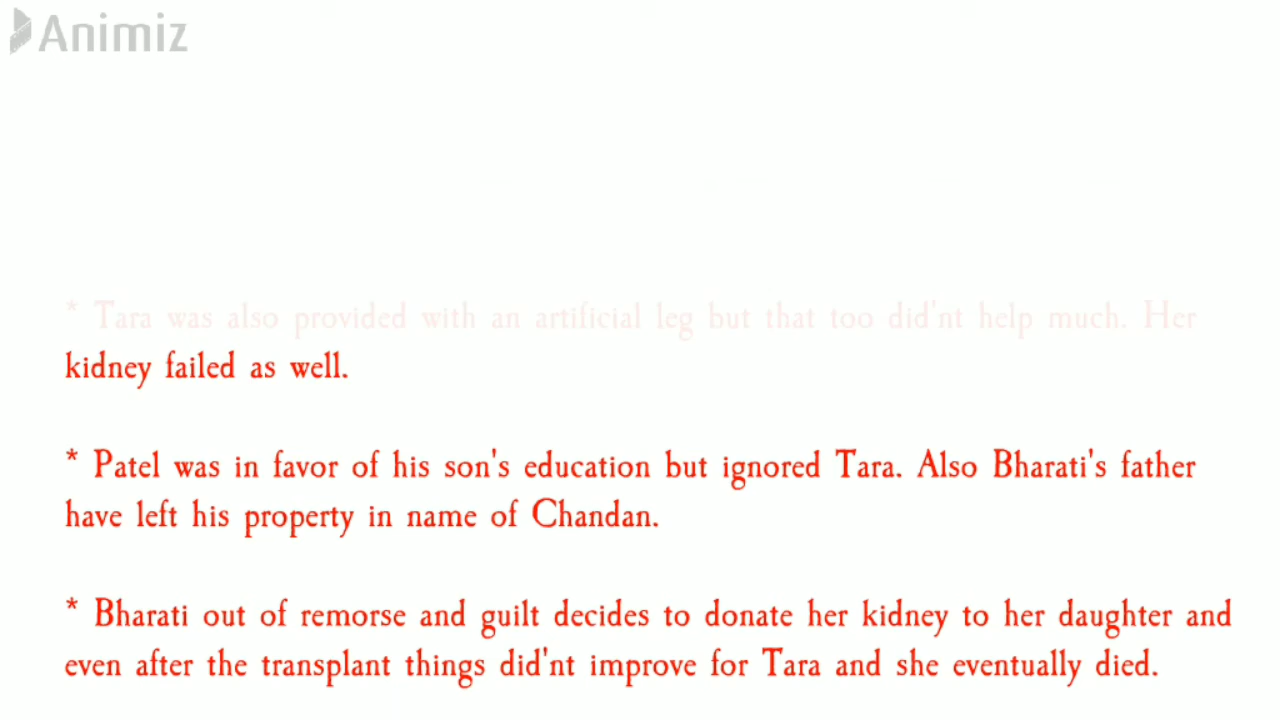 Animiz
* Tara was also provided with an artificial leg but that too did'nt help much. Her
kidney failed as well.
* Patel was in favor of his son's education but ignored Tara. Also Bharati's father
have left his property in name of Chandan.
* Bharati out of remorse and guilt decides to donate her kidney to her daughter and
even after the transplant things did'nt improve for Tara and she eventually died.